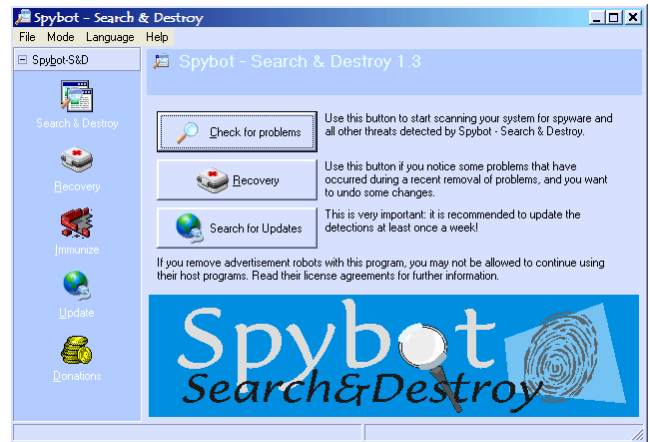 Spybot - Search & Destroy
File Mode Language Help
Spybot-S&D
Search & Destroy
Recovery
Immunize
Update
Donations
Spybot - Search & Destroy 1.3
Check for problems
Use this button to start scanning your system for spyware and
all other threats detected by Spybot - Search & Destroy.
Recovery
Use this button if you notice some problems that have
occurred during a recent removal of problems, and you want
to undo some changes.
Search for Updates
This is very important: it is recommended to update the
detections at least once a week!
If you remove advertisement robots with this program, you may not be allowed to continue using
their host programs. Read their license agreements for further information.
Spybot
Search&Destroy